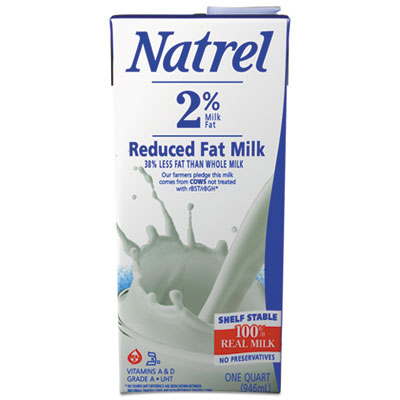 Natrel
2%
Milk
Fat
Reduced Fat Milk
38% LESS FAT THAN WHOLE MILK
Our farmers pledge this milk
comes from COWS not treated
with rBST/rBGH*
SHELF STABLE
100%
REAL MILK
NO PRESERVATIVES
VITAMINS A & D
GRADE A • UHT
ONE QUART
(946mL)